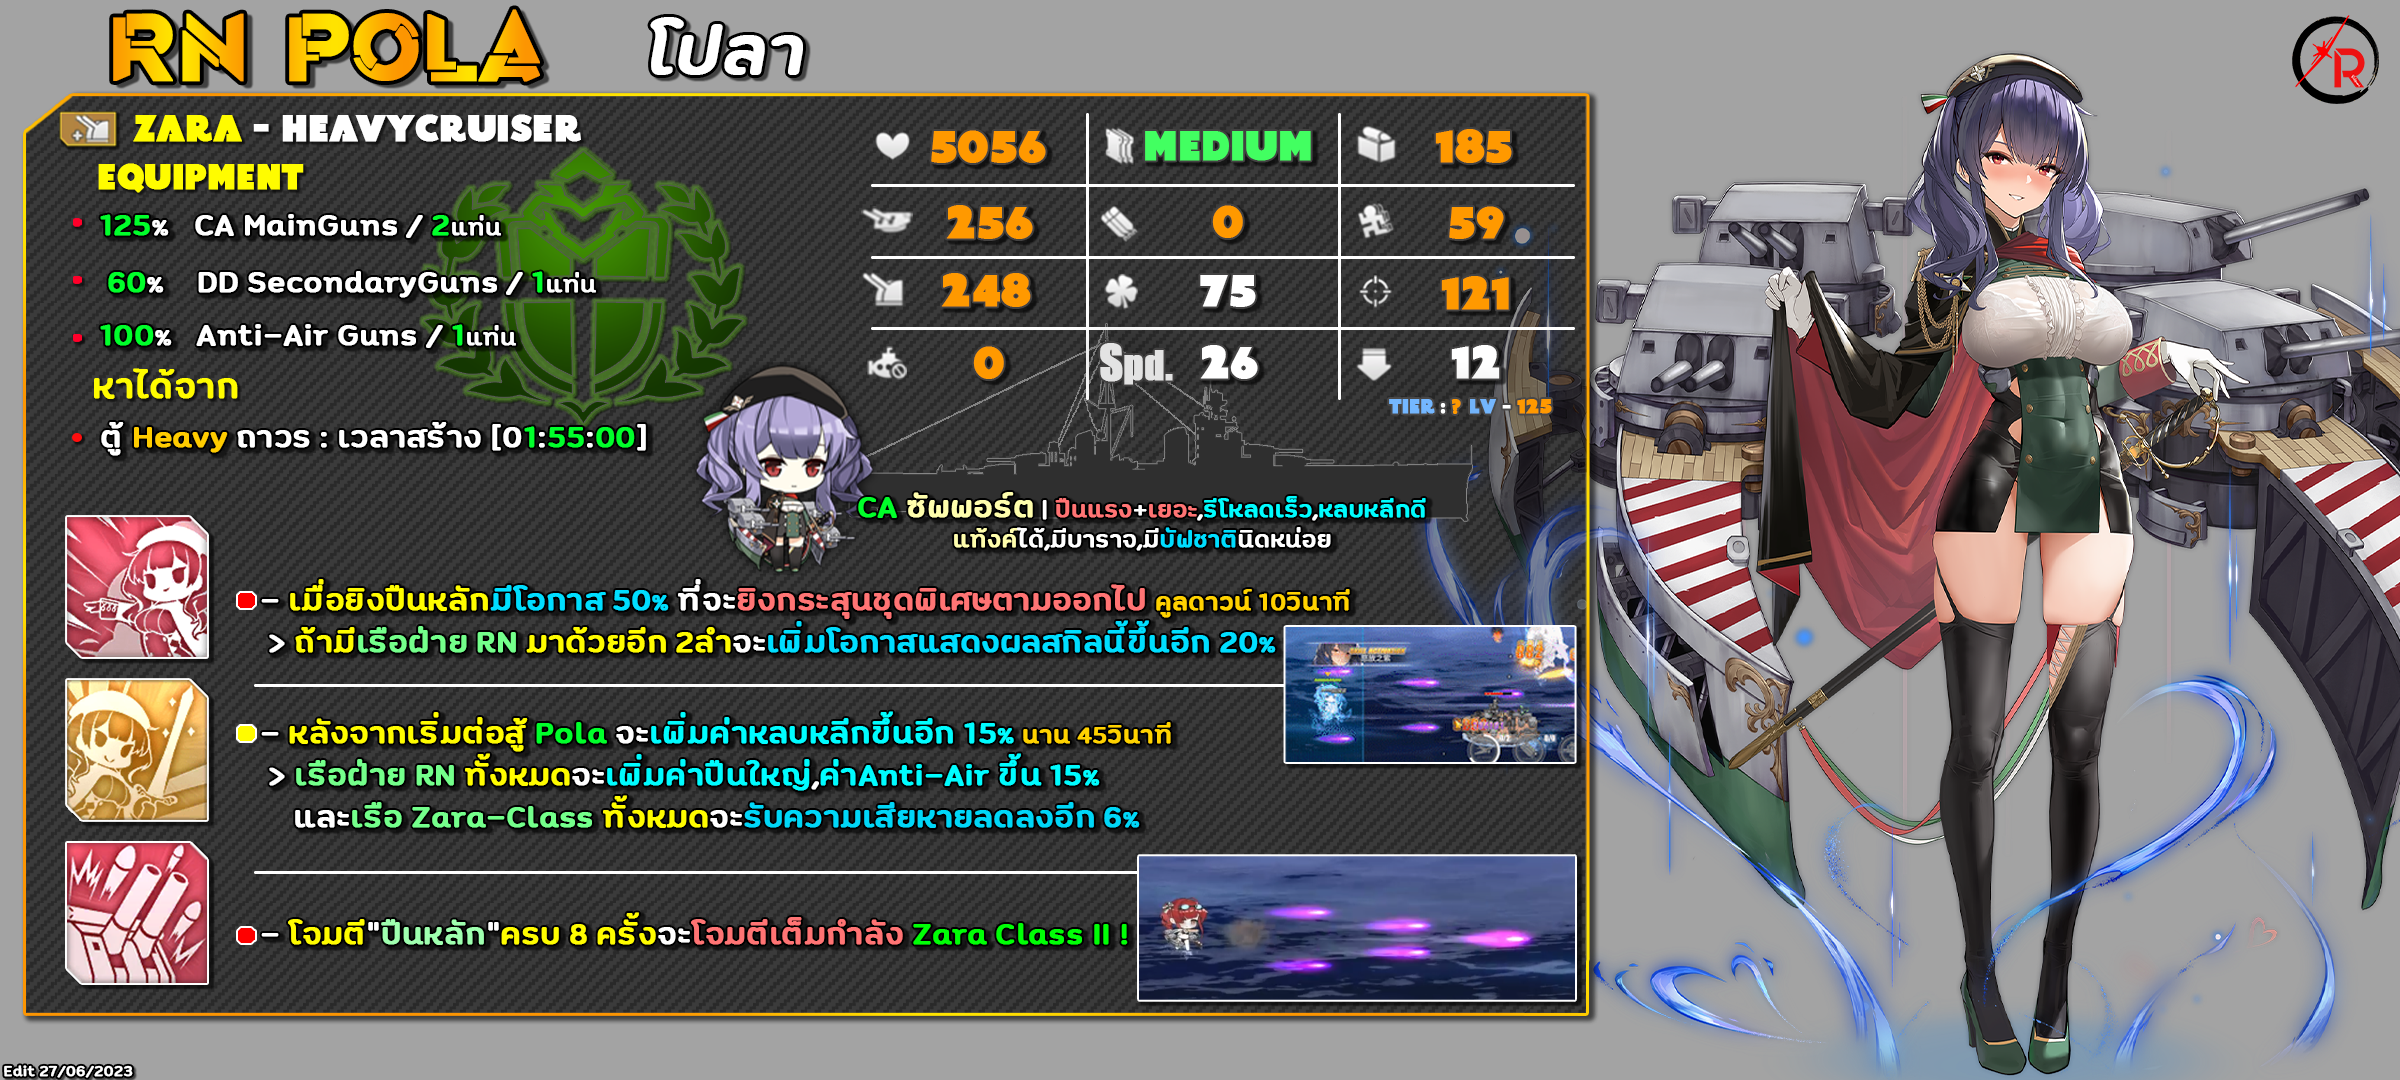 RN POLA โปลา
ZARA - HEAVYCRUISER
EQUIPMENT
125% CA MainGuns / 2แท่น
60% DD SecondaryGuns / 1แท่น
100% Anti-Air Guns / 1แท่น
หาได้จาก
ตู้ Heavy ถาวร : เวลาสร้าง [01:55:00]
5056 MEDIUM 185
256 0 59
248 75 121
0 Spd. 26 12
TIER : ? LV - 125
CA ซัพพอร์ต | ปืนแรง+เยอะ,รีโหลดเร็ว,หลบหลีกดี
แท้งค์ได้,มีบาราจ,มีบัฟชาตินิดหน่อย
- เมื่อยิงปืนหลักมีโอกาส 50% ที่จะยิงกระสุนชุดพิเศษตามออกไป คูลดาวน์ 10วินาที
> ถ้ามีเรือฝ่าย RN มาด้วยอีก 2ลำจะเพิ่มโอกาสแสดงผลสกิลนี้ขึ้นอีก 20%
- หลังจากเริ่มต่อสู้ Pola จะเพิ่มค่าหลบหลีกขึ้นอีก 15% นาน 45วินาที
> เรือฝ่าย RN ทั้งหมดจะเพิ่มค่าปืนใหญ่,ค่าAnti-Air ขึ้น 15%
และเรือ Zara-Class ทั้งหมดจะรับความเสียหายลดลงอีก 6%
- โจมตี"ปืนหลัก"ครบ 8 ครั้งจะโจมตีเต็มกำลัง Zara Class II !
R
Edit 27/06/2023